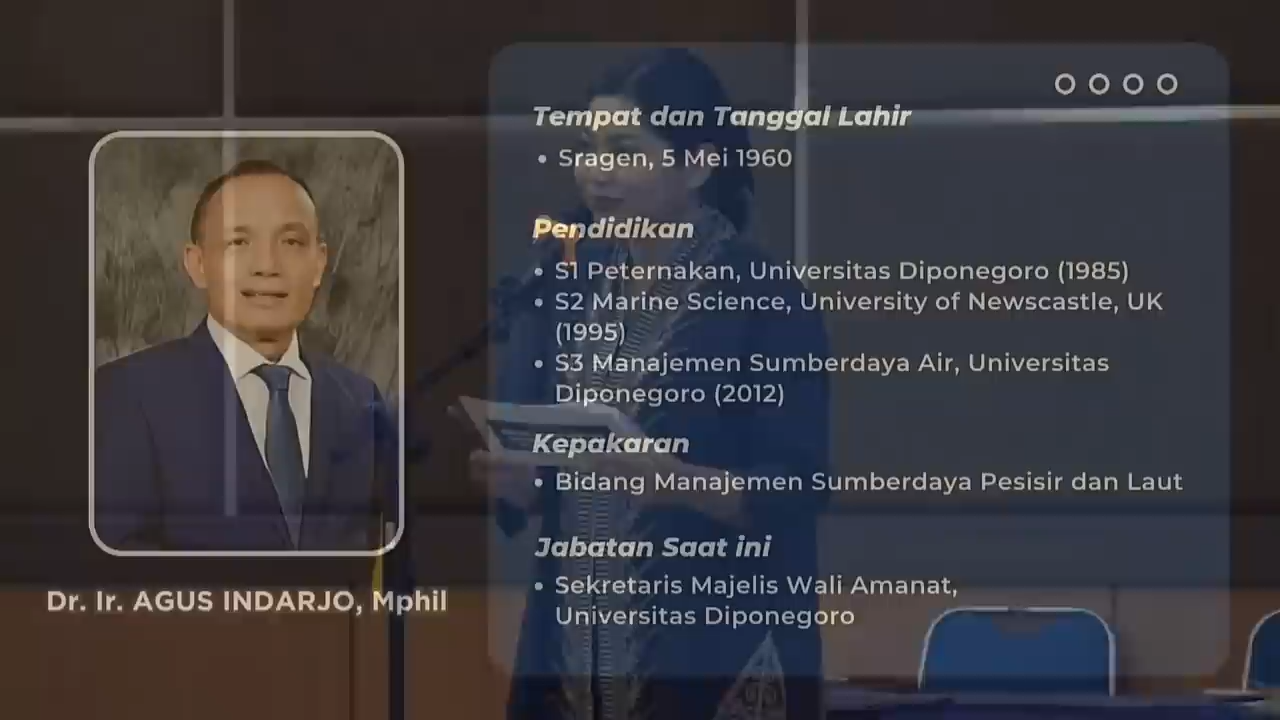 Tempat dan Tanggal Lahir
• Sragen, 5 Mei 1960
Pendidikan
• S1 Peternakan, Universitas Diponegoro (1985)
• S2 Marine Science, University of Newscastle, UK
(1995)
• S3 Manajemen Sumberdaya Air, Universitas
Diponegoro (2012)
Kepakaran
• Bidang Manajemen Sumberdaya Pesisir dan Laut
Jabatan Saat ini
• Sekretaris Majelis Wali Amanat,
Universitas Diponegoro
Dr. Ir. AGUS INDARJO, Mphil